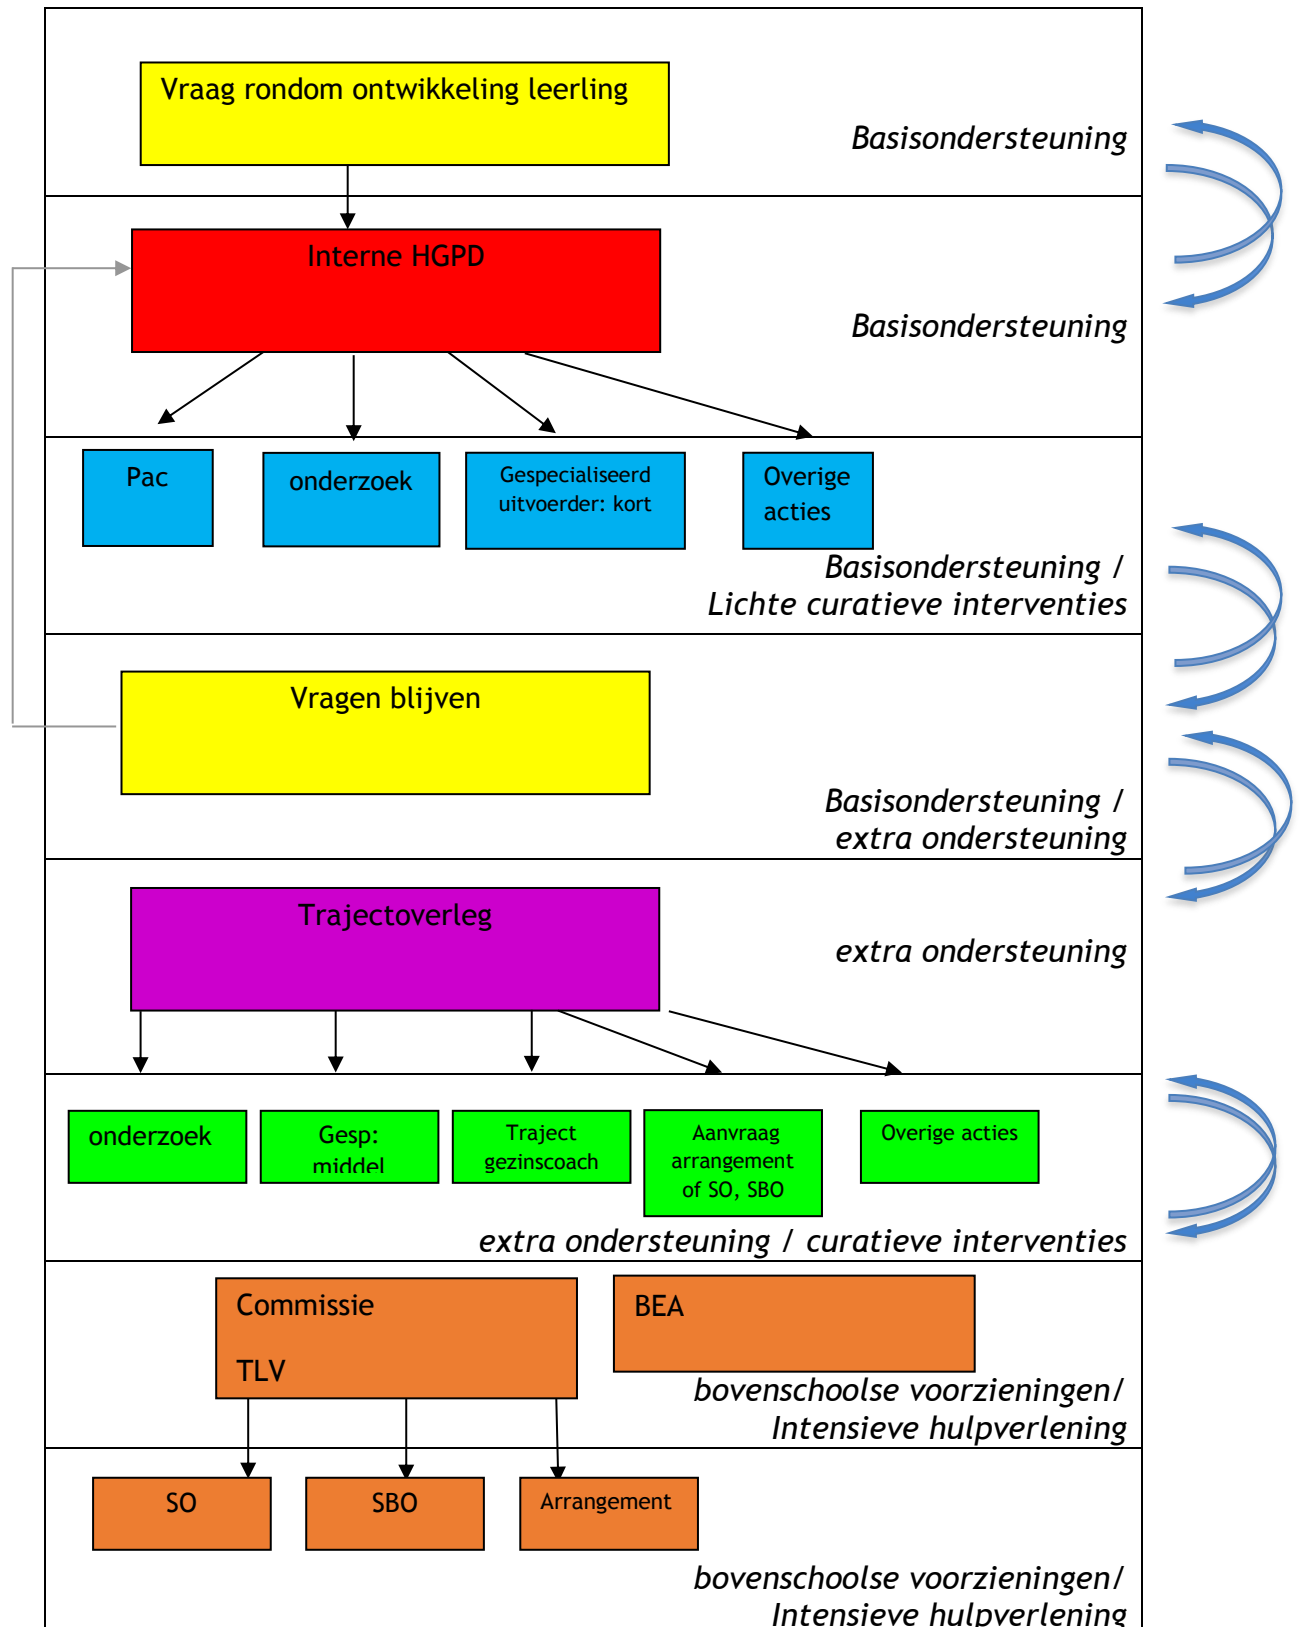 Vraag rondom ontwikkeling leerling
Basisondersteuning
Interne HGPD
Basisondersteuning
Pac
onderzoek
Gespecialiseerd
uitvoerder: kort
Overige
acties
Basisondersteuning /
Lichte curatieve interventies
Vragen blijven
Basisondersteuning /
extra ondersteuning
Trajectoverleg
extra ondersteuning
onderzoek
Gesp:
middel
Traject
gezinscoach
Aanvraag
arrangement
of SO, SBO
Overige acties
extra ondersteuning / curatieve interventies
Commissie
TLV
BEA
bovenschoolse voorzieningen/
Intensieve hulpverlening
SO
SBO
Arrangement
bovenschoolse voorzieningen/
Intensieve hulpverlening